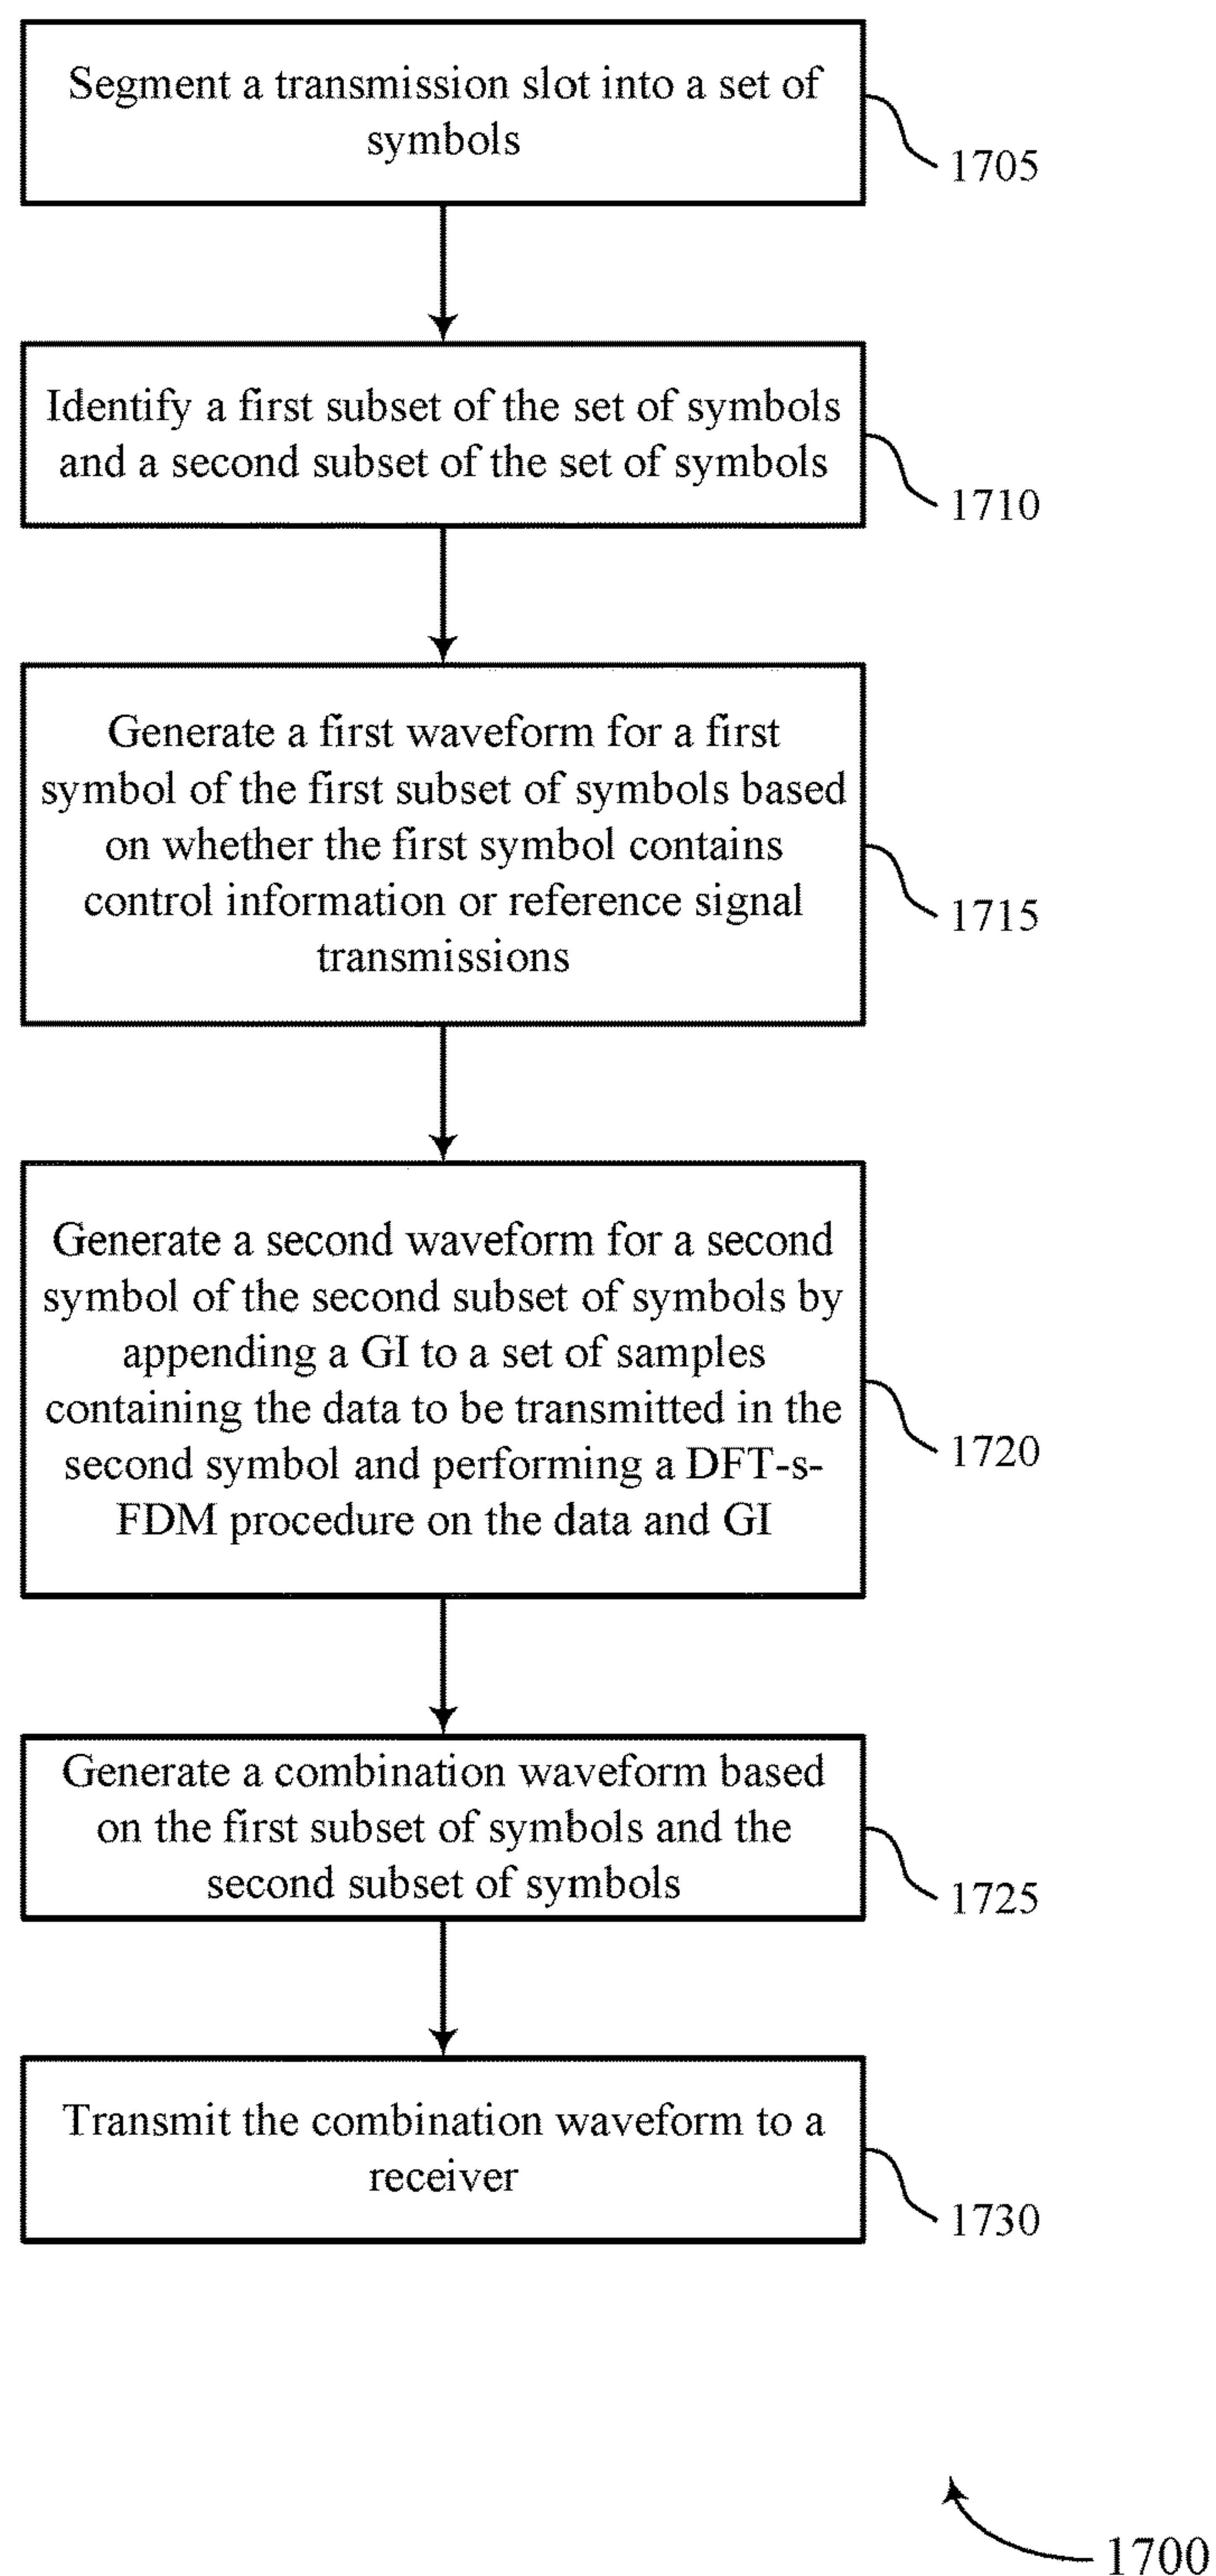 Segment a transmission slot into a set of
symbols
1705
Identify a first subset of the set of symbols
and a second subset of the set of symbols
1710
Generate a first waveform for a first
symbol of the first subset of symbols based
on whether the first symbol contains
control information or reference signal
transmissions
1715
Generate a second waveform for a second
symbol of the second subset of symbols by
appending a GI to a set of samples
containing the data to be transmitted in the
second symbol and performing a DFT-s-
FDM procedure on the data and GI
1720
Generate a combination waveform based
on the first subset of symbols and the
second subset of symbols
1725
Transmit the combination waveform to a
receiver
1730
1700